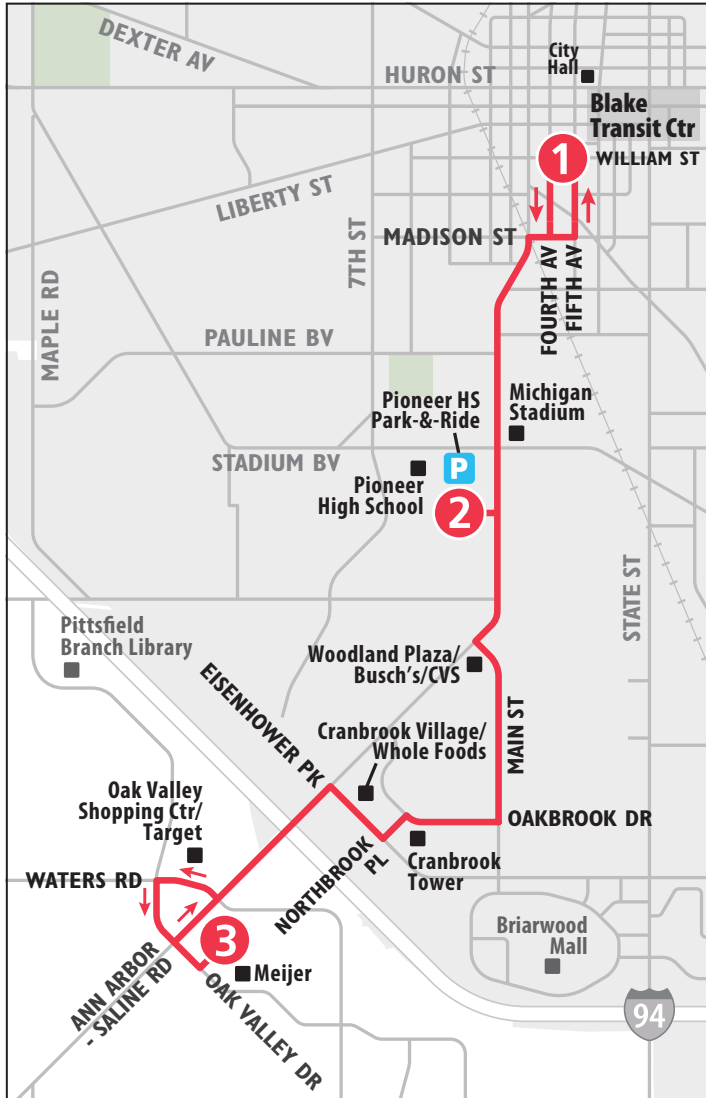 DEXTER AV
City
Hall
HURON ST
Blake
Transit Ctr
1
WILLIAM ST
LIBERTY ST
MADISON ST
7TH ST
FOURTH AV
FIFTH AV
MAPLE RD
PAULINE BV
Pioneer HS
Park-&-Ride
Michigan
Stadium
STADIUM BV
P
Pioneer
High School
2
STATE ST
Pittsfield
Branch Library
Woodland Plaza/
Busch's/CVS
EISENHOWER PK
MAIN ST
Cranbrook Village/
Whole Foods
Oak Valley
Shopping Ctr/
Target
OAKBROOK DR
NORTHBROOK
PL
Cranbrook
Tower
WATERS RD
Briarwood
Mall
3
Meijer
ANN ARBOR
- SALINE RD
OAK VALLEY DR
94